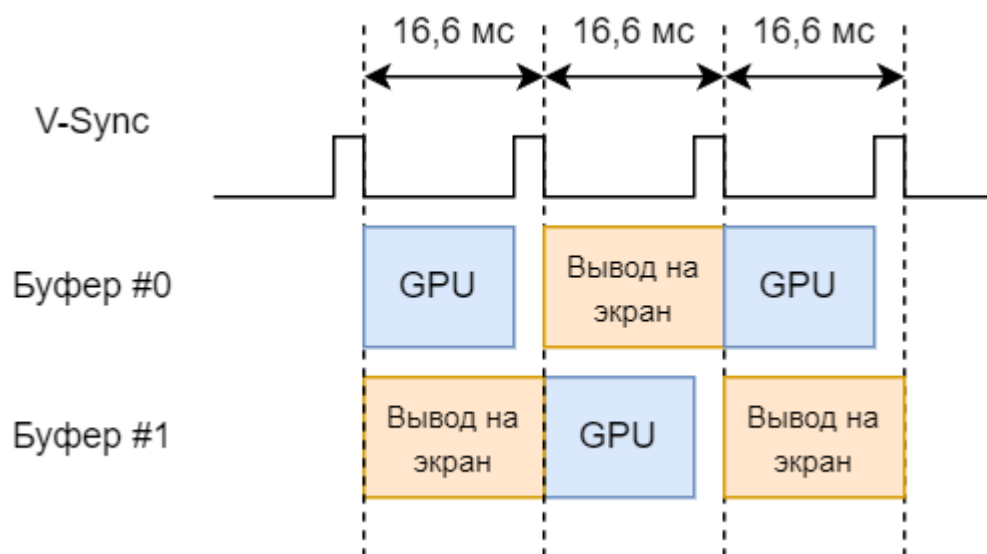 16,6 мс 16,6 мс 16,6 мс
V-Sync
Буфер #0
GPU
Вывод на
экран
GPU
Буфер #1
Вывод на
экран
GPU
Вывод на
экран